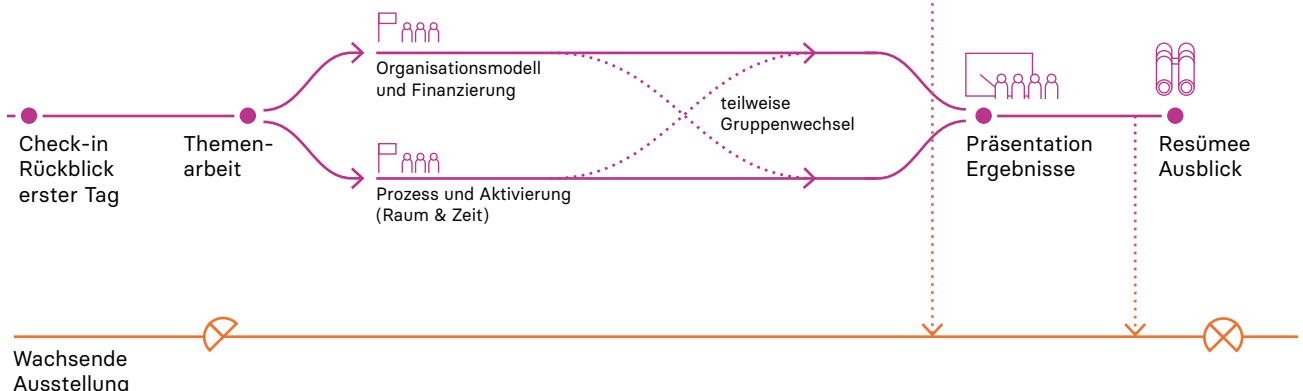 Check-in
Rückblick
erster Tag
Themen-
arbeit
Organisationsmodell
und Finanzierung
Prozess und Aktivierung
(Raum & Zeit)
teilweise
Gruppenwechsel
Präsentation
Ergebnisse
Resümee
Ausblick
Wachsende
Ausstellung